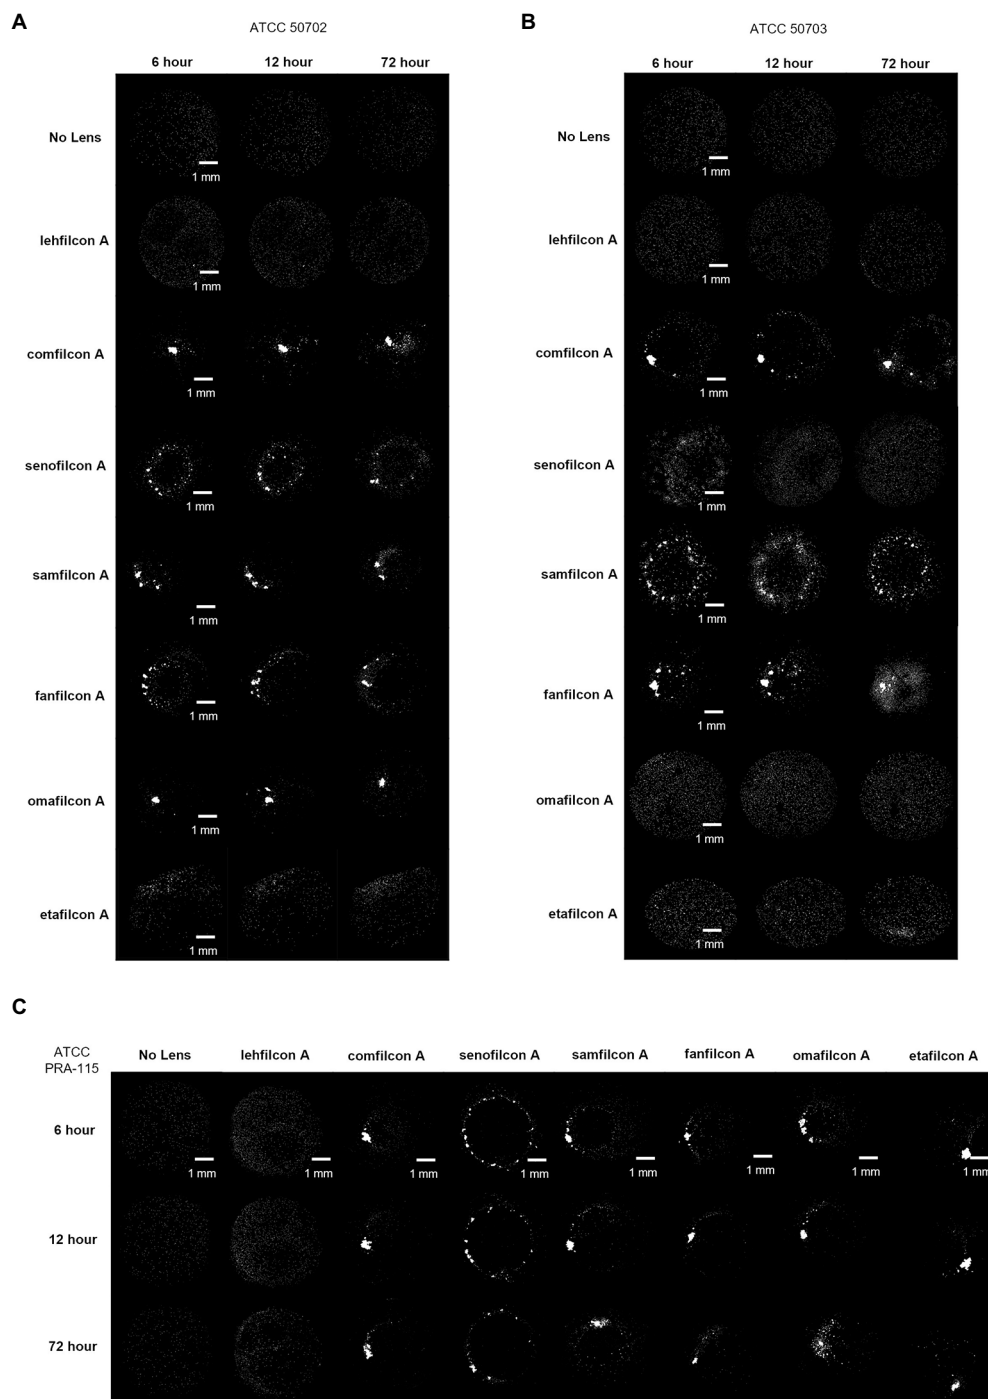 A
ATCC 50702
6 hour 12 hour 72 hour
No Lens
1 mm
lehfilcon A
1 mm
comfilcon A
1 mm
senofilcon A
1 mm
samfilcon A
1 mm
fanfilcon A
1 mm
omafilcon A
1 mm
etafilcon A
1 mm
B
ATCC 50703
6 hour 12 hour 72 hour
No Lens
1 mm
lehfilcon A
1 mm
comfilcon A
1 mm
senofilcon A
1 mm
samfilcon A
1 mm
fanfilcon A
1 mm
omafilcon A
1 mm
etafilcon A
1 mm
C
ATCC
PRA-115
No Lens lehfilcon A comfilcon A senofilcon A samfilcon A fanfilcon A omafilcon A etafilcon A
6 hour
1 mm 1 mm 1 mm 1 mm 1 mm 1 mm 1 mm 1 mm
12 hour
72 hour